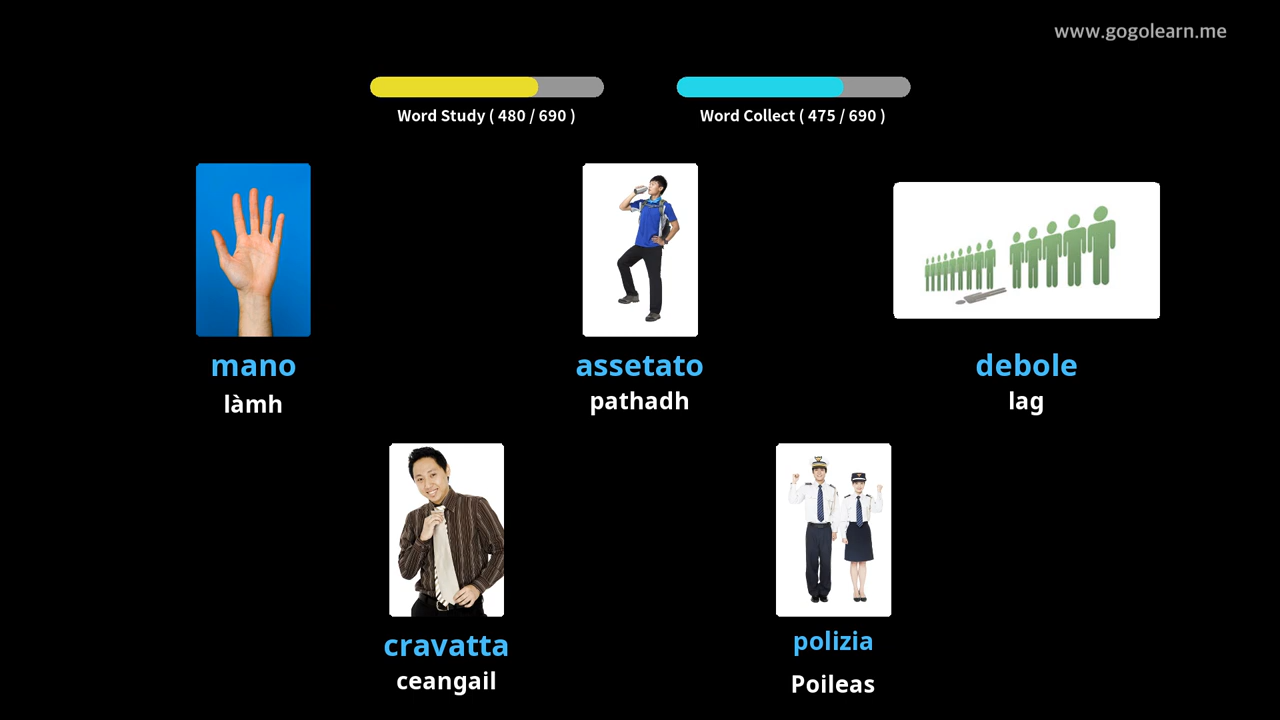 www.gogolearn.me
Word Study ( 480 / 690 )
Word Collect ( 475 / 690 )
mano
làmh
assetato
pathadh
debole
lag
cravatta
ceangail
polizia
Poileas